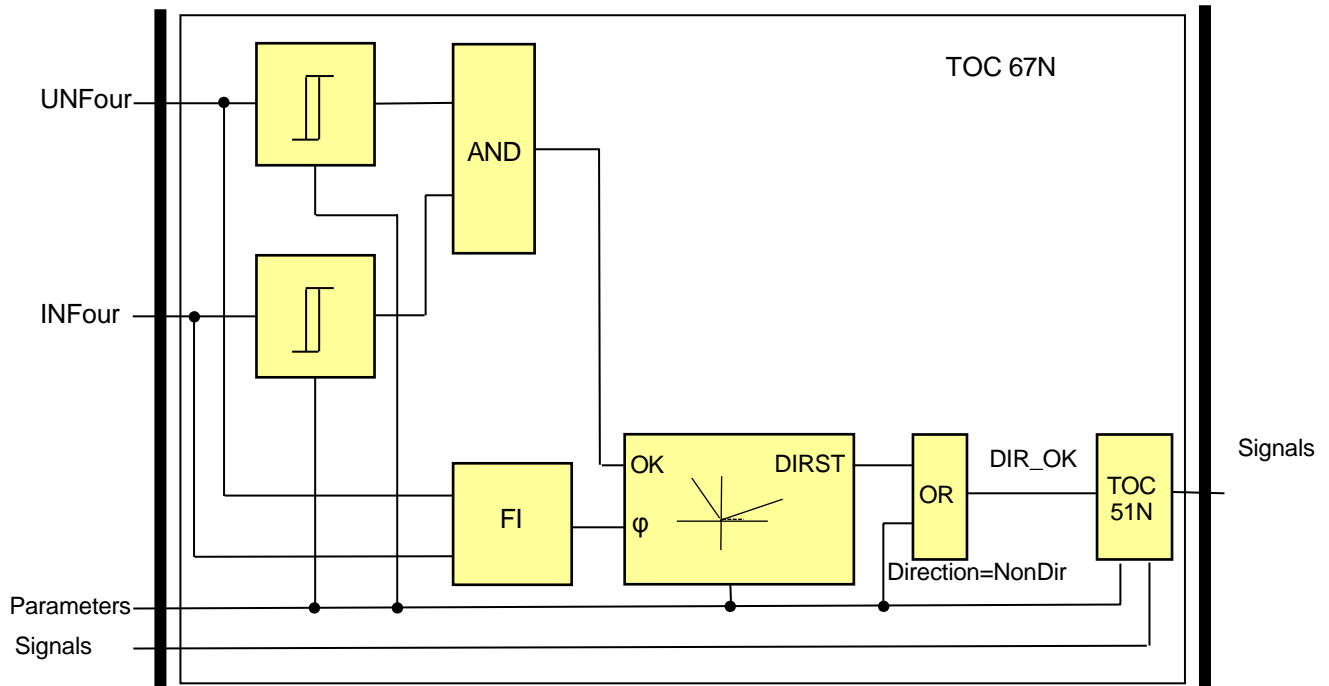 TOC 67N
UNFour
AND
INFour
OK
DIRST
φ
FI
OR
DIR_OK
TOC
51N
Signals
Direction=NonDir
Parameters
Signals